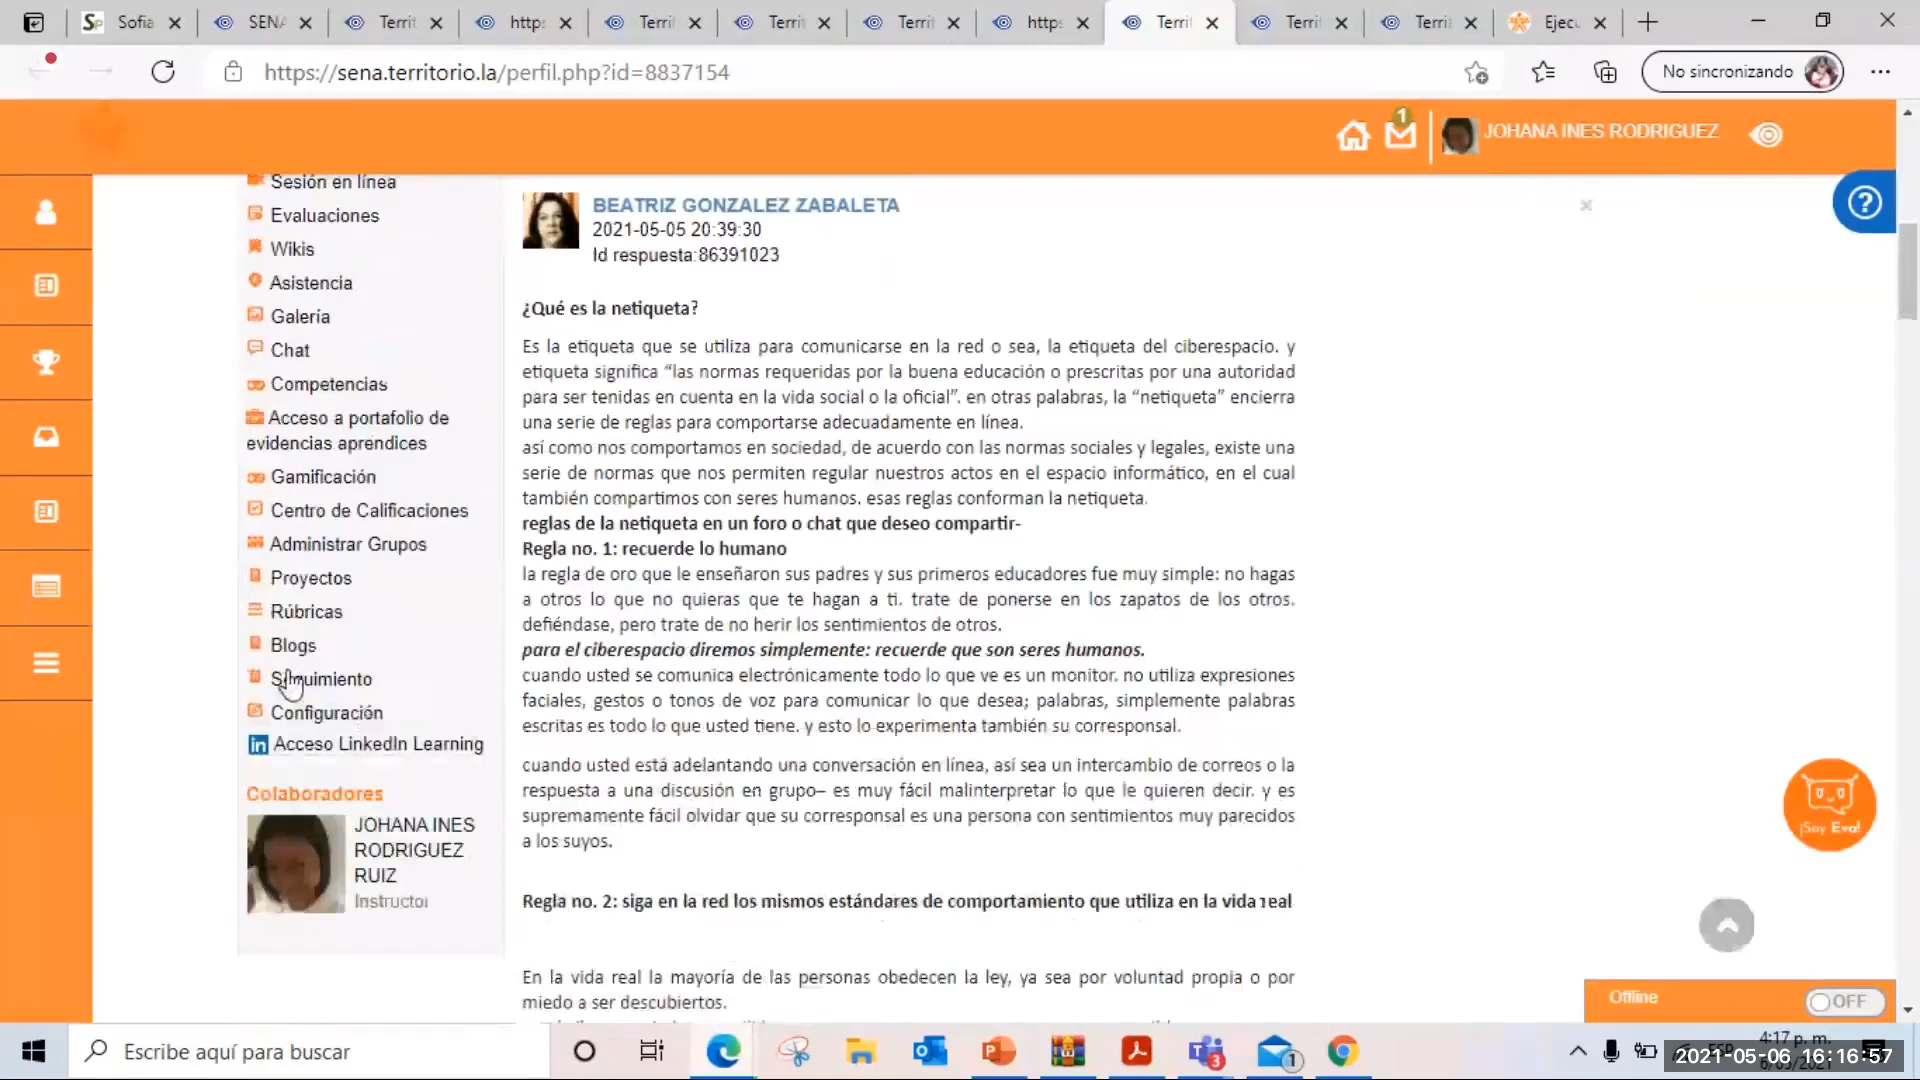 Sofia
SENA
Territ
https
Territ
Territ
Territ
https
Territ
Territ
Territ
Ejecu
https://sena.territorio.la/perfil.php?id=8837154
No sincronizando
1
JOHANA INES RODRIGUEZ
Sesión en línea
Evaluaciones
Wikis
Asistencia
Galería
Chat
Competencias
Acceso a portafolio de
evidencias aprendices
Gamificación
Centro de Calificaciones
Administrar Grupos
Proyectos
Rúbricas
Blogs
Seguimiento
Configuración
in Acceso LinkedIn Learning
Colaboradores
JOHANA INES
RODRIGUEZ
RUIZ
Instructor
BEATRIZ GONZALEZ ZABALETA
2021-05-05 20:39:30
Id respuesta:86391023
¿Qué es la netiqueta?
Es la etiqueta que se utiliza para comunicarse en la red o sea, la etiqueta del ciberespacio. y
etiqueta significa “las normas requeridas por la buena educación o prescritas por una autoridad
para ser tenidas en cuenta en la vida social o la oficial”. en otras palabras, la “netiqueta” encierra
una serie de reglas para comportarse adecuadamente en línea.
así como nos comportamos en sociedad, de acuerdo con las normas sociales y legales, existe una
serie de normas que nos permiten regular nuestros actos en el espacio informático, en el cual
también compartimos con seres humanos. esas reglas conforman la netiqueta.
reglas de la netiqueta en un foro o chat que deseo compartir-
Regla no. 1: recuerde lo humano
la regla de oro que le enseñaron sus padres y sus primeros educadores fue muy simple: no hagas
a otros lo que no quieras que te hagan a ti. trate de ponerse en los zapatos de los otros.
defiéndase, pero trate de no herir los sentimientos de otros.
para el ciberespacio diremos simplemente: recuerde que son seres humanos.
cuando usted se comunica electrónicamente todo lo que ve es un monitor. no utiliza expresiones
faciales, gestos o tonos de voz para comunicar lo que desea; palabras, simplemente palabras
escritas es todo lo que usted tiene. y esto lo experimenta también su corresponsal.
cuando usted está adelantando una conversación en línea, así sea un intercambio de correos o la
respuesta a una discusión en grupo– es muy fácil malinterpretar lo que le quieren decir. y es
supremamente fácil olvidar que su corresponsal es una persona con sentimientos muy parecidos
a los suyos.
Regla no. 2: siga en la red los mismos estándares de comportamiento que utiliza en la vida real
En la vida real la mayoría de las personas obedecen la ley, ya sea por voluntad propia o por
miedo a ser descubiertos.
¡Soy Eva!
Offline
OFF
Escribe aquí para buscar
3
1
4:17 p. m.
2021-05-06 16:16:57